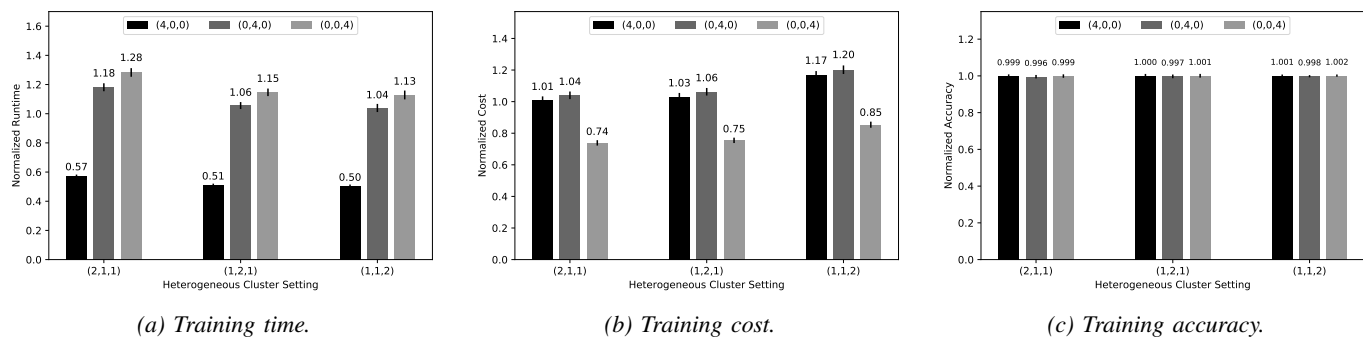 (4,0,0) (0,4,0) (0,0,4)
Normalized Runtime
1.6
1.4
1.2
1.0
0.8
0.6
0.4
0.2
0.0
0.57 1.18 1.28
0.51 1.06 1.15
0.50 1.04 1.13
(2,1,1) (1,2,1) (1,1,2)
Heterogeneous Cluster Setting
(a) Training time.
(4,0,0) (0,4,0) (0,0,4)
Normalized Cost
1.4
1.2
1.0
0.8
0.6
0.4
0.2
0.0
1.01 1.04 0.74
1.03 1.06 0.75
1.17 1.20 0.85
(2,1,1) (1,2,1) (1,1,2)
Heterogeneous Cluster Setting
(b) Training cost.
(4,0,0) (0,4,0) (0,0,4)
Normalized Accuracy
1.2
1.0
0.8
0.6
0.4
0.2
0.0
0.999 0.996 0.999
1.000 0.997 1.001
1.001 0.998 1.002
(2,1,1) (1,2,1) (1,1,2)
Heterogeneous Cluster Setting
(c) Training accuracy.